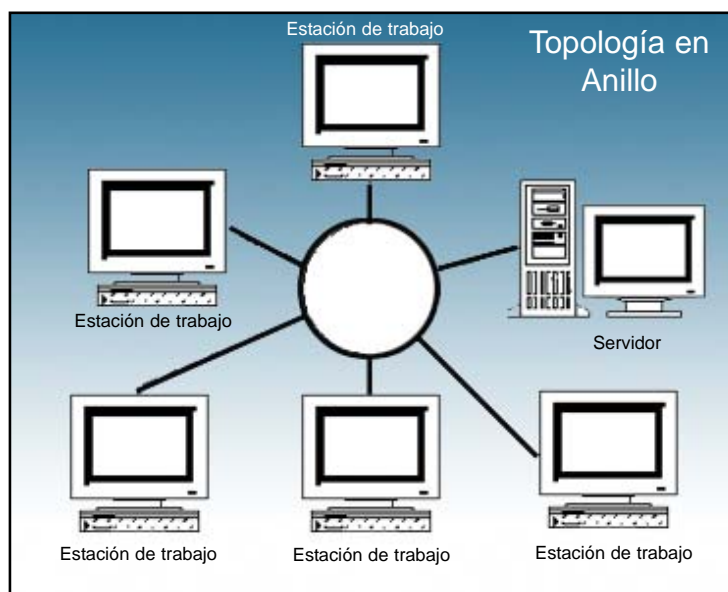 Estación de trabajo
Topología en
Anillo
Estación de trabajo
Servidor
Estación de trabajo
Estación de trabajo
Estación de trabajo